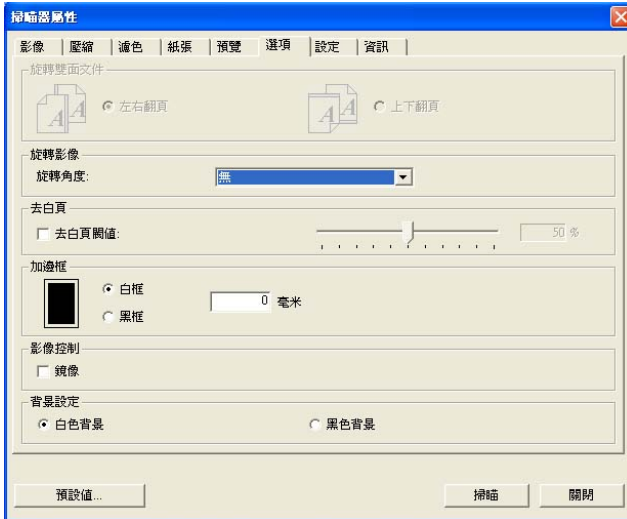 掃瞄器屬性
影像 壓縮 濾色 紙張 預覽 選項 設定 資訊
旋轉雙面文件
A A 左右翻頁 A A 上下翻頁
旋轉影像
旋轉角度: 無
去白頁
去白頁閾值: 50 %
加邊框
白框
0 毫米
黑框
影像控制
鏡像
背景設定
白色背景 黑色背景
預設值... 掃瞄 關閉